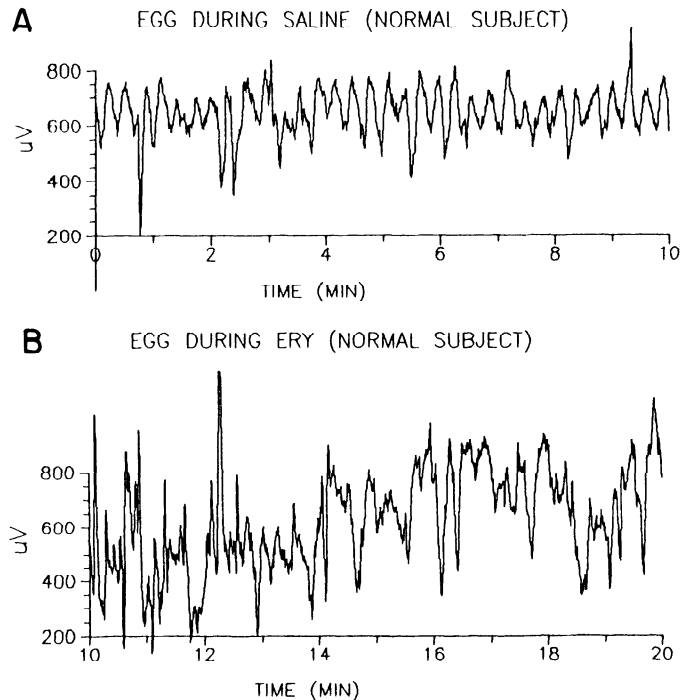 A
EGG DURING SALINE (NORMAL SUBJECT)
800
600
400
200
uV
0 2 4 6 8 10
TIME (MIN)
B
EGG DURING ERY (NORMAL SUBJECT)
800
600
400
200
uV
10 12 14 16 18 20
TIME (MIN)